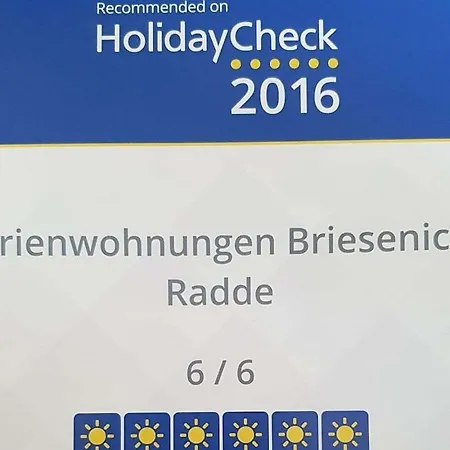 Recommended on
HolidayCheck
2016
rienwohnungen Briesenic
Radde
6 / 6